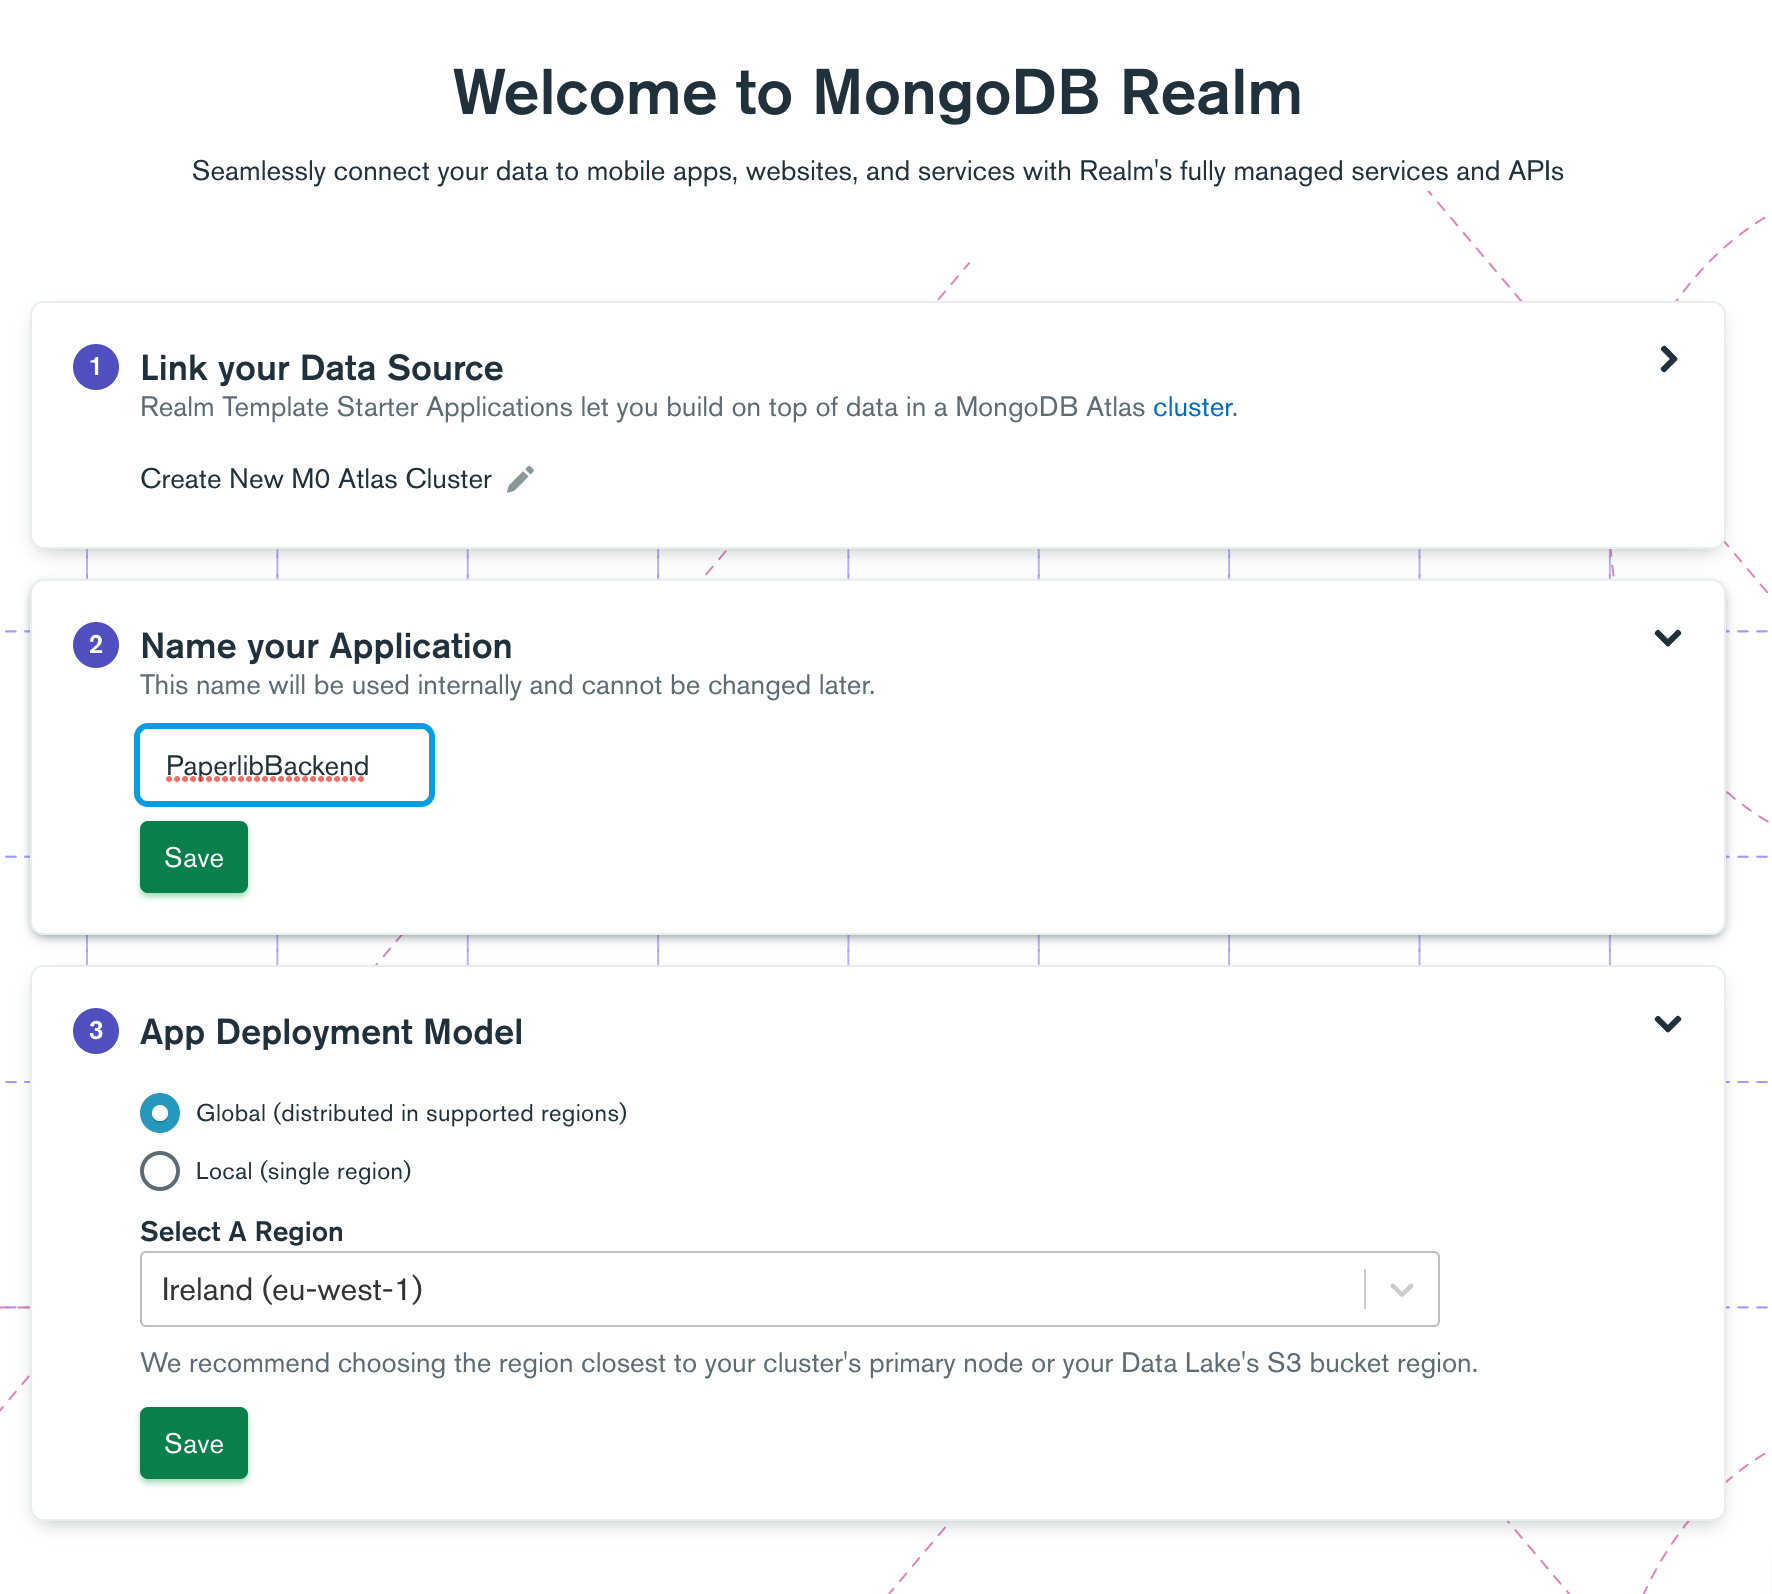 Welcome to MongoDB Realm
Seamlessly connect your data to mobile apps, websites, and services with Realm's fully managed services and APIs
1
Link your Data Source
Realm Template Starter Applications let you build on top of data in a MongoDB Atlas cluster.
Create New M0 Atlas Cluster
2
Name your Application
This name will be used internally and cannot be changed later.
PaperlibBackend
Save
3
App Deployment Model
Global (distributed in supported regions)
Local (single region)
Select A Region
Ireland (eu-west-1)
We recommend choosing the region closest to your cluster's primary node or your Data Lake's S3 bucket region.
Save